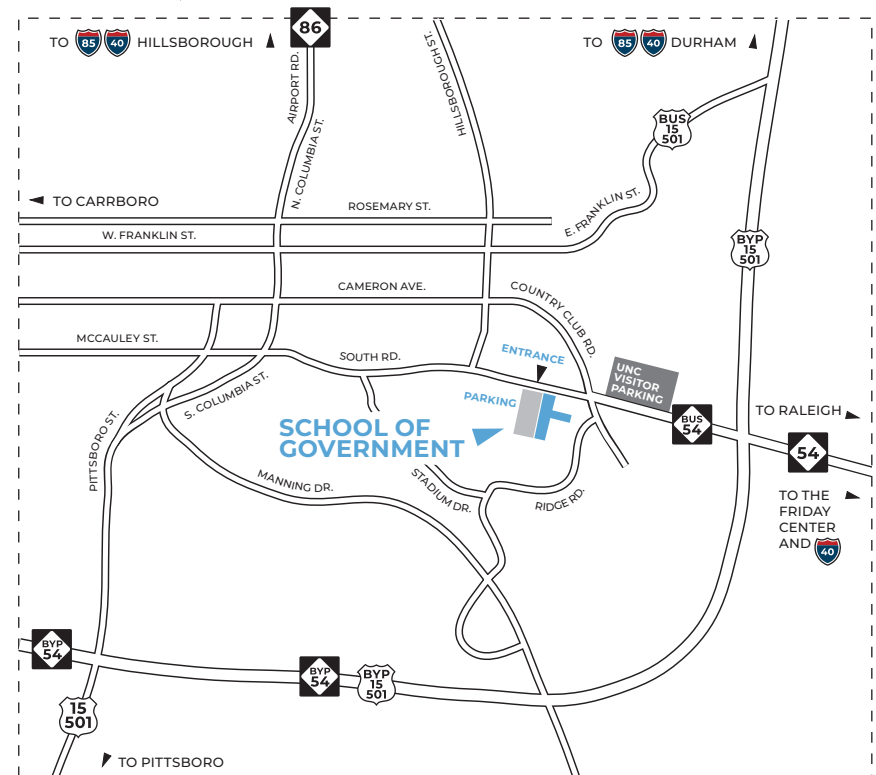 86
TO 85 40 HILLSBOROUGH
TO 85 40 DURHAM
AIRPORT RD.
HILLSBOROUGH ST.
N. COLUMBIA ST.
BUS
15
501
TO CARRBORO
ROSEMARY ST.
E. FRANKLIN ST.
W. FRANKLIN ST.
BYP
15
501
CAMERON AVE.
COUNTRY CLUB RD.
MCCAULEY ST.
SOUTH RD.
ENTRANCE
UNC
VISITOR
PARKING
S. COLUMBIA ST.
PARKING
TO RALEIGH
BUS
54
SCHOOL OF
GOVERNMENT
54
PITTSBORO ST.
MANNING DR.
STADIUM DR.
RIDGE RD.
TO THE
FRIDAY
CENTER
AND 40
BYP
54
BYP
54
BYP
15
501
15
501
TO PITTSBORO